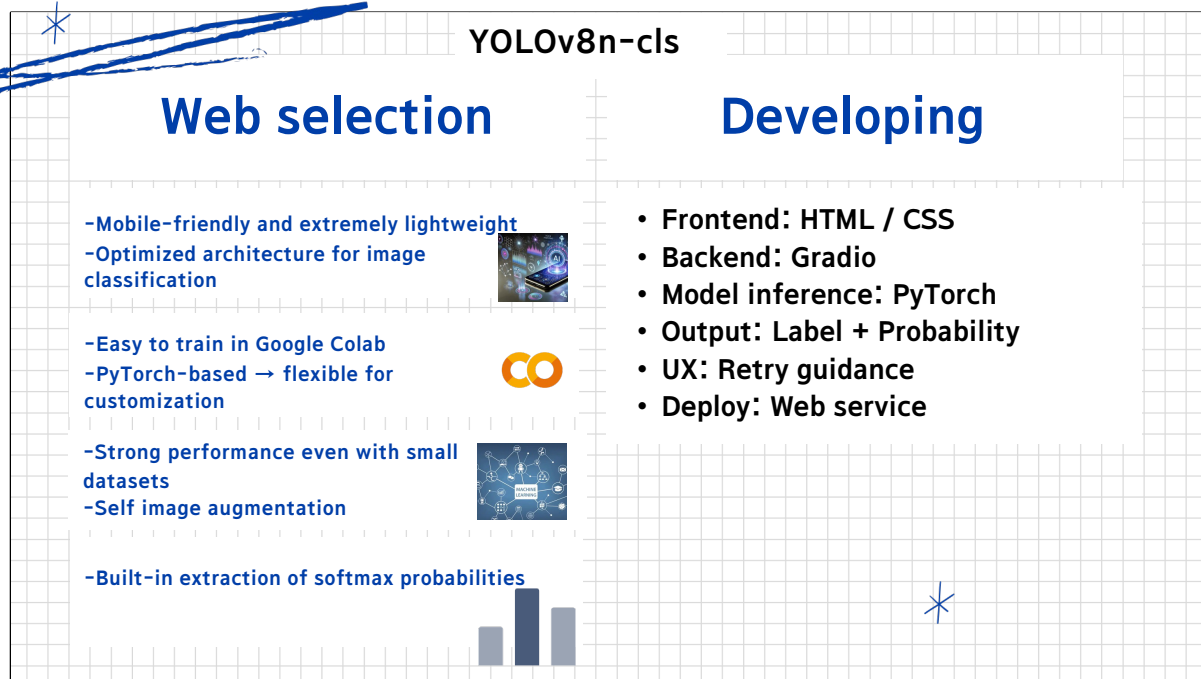 YOLOv8n-cls
Web selection
-Mobile-friendly and extremely lightweight
-Optimized architecture for image
classification
-Easy to train in Google Colab
-PyTorch-based → flexible for
customization
-Strong performance even with small
datasets
-Self image augmentation
-Built-in extraction of softmax probabilities
AI
MACHINE
LEARNING
Developing
• Frontend: HTML / CSS
• Backend: Gradio
• Model inference: PyTorch
• Output: Label + Probability
• UX: Retry guidance
• Deploy: Web service